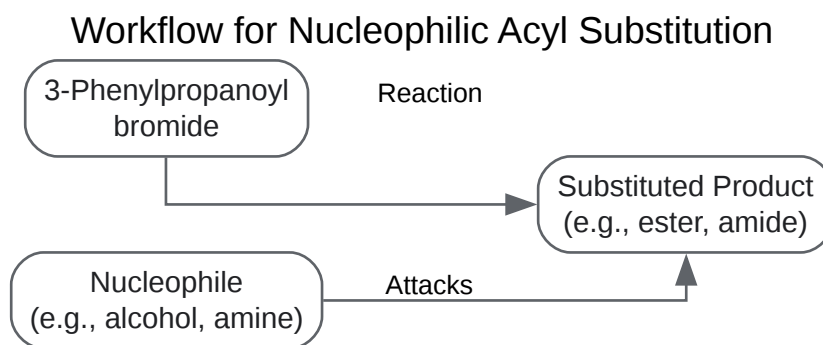 Workflow for Nucleophilic Acyl Substitution
3-Phenylpropanoyl
bromide
Reaction
Substituted Product
(e.g., ester, amide)
Nucleophile
(e.g., alcohol, amine)
Attacks